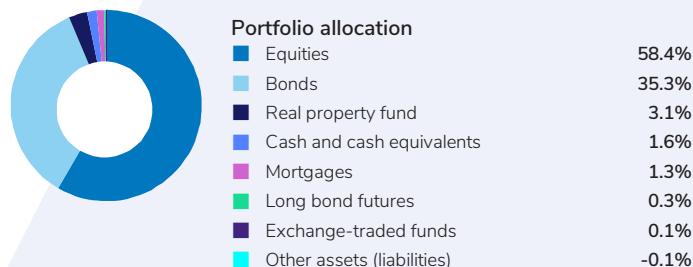 Portfolio allocation
Equities 58.4%
Bonds 35.3%
Real property fund 3.1%
Cash and cash equivalents 1.6%
Mortgages 1.3%
Long bond futures 0.3%
Exchange-traded funds 0.1%
Other assets (liabilities) -0.1%